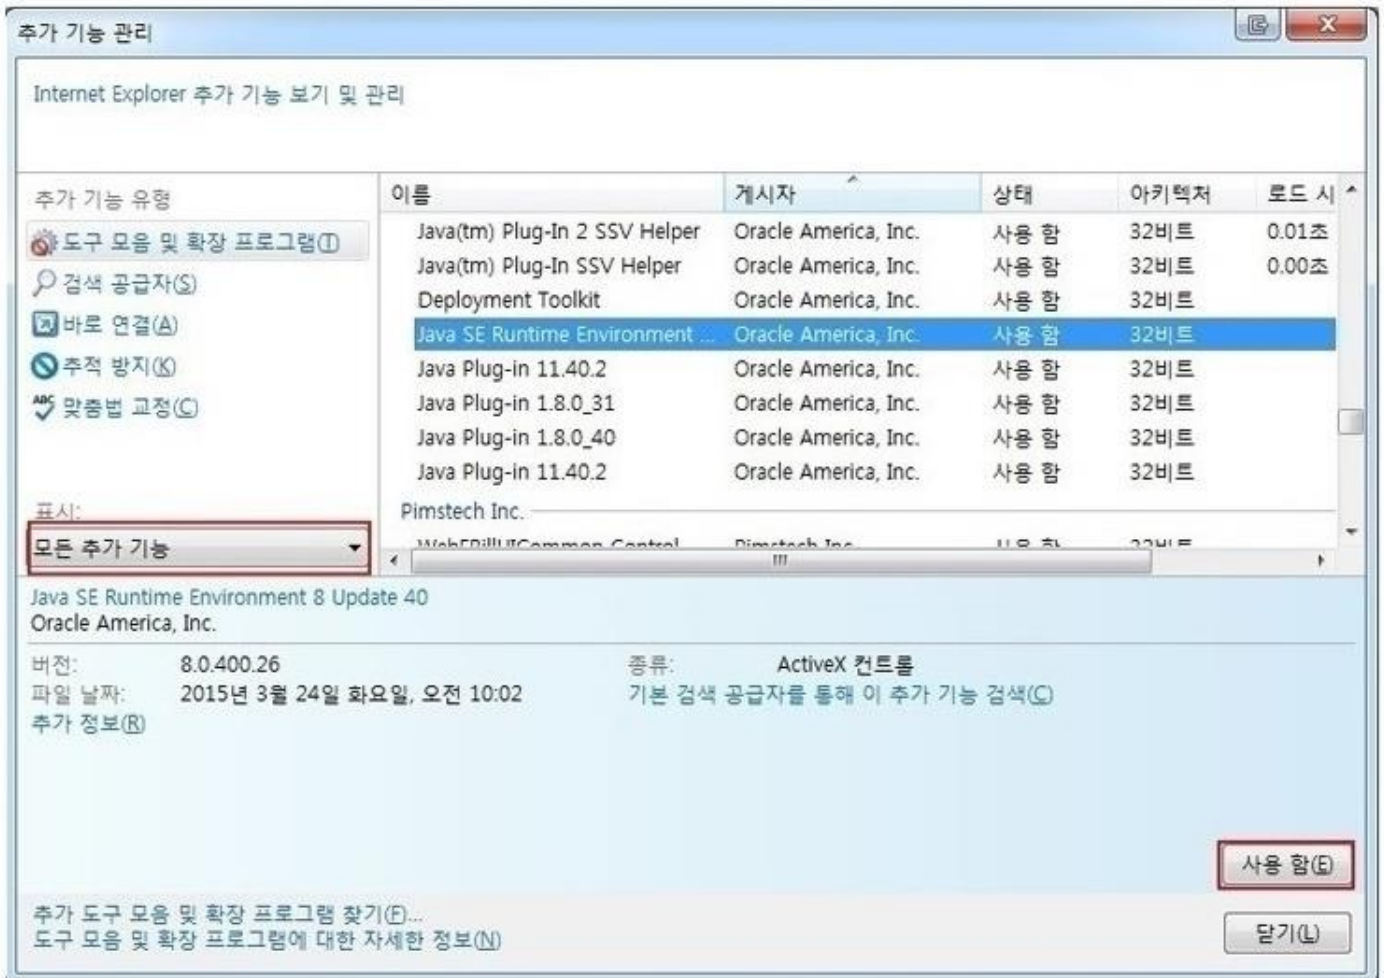 추가 기능 관리
Internet Explorer 추가 기능 보기 및 관리
추가 기능 유형
도구 모음 및 확장 프로그램(T)
검색 공급자(S)
바로 연결(A)
추적 방지(K)
ABC 맞춤법 교정(C)
표시:
모든 추가 기능
이름 게시자 상태 아키텍처 로드 시
Java(tm) Plug-In 2 SSV Helper Oracle America, Inc. 사용 함 32비트 0.01초
Java(tm) Plug-In SSV Helper Oracle America, Inc. 사용 함 32비트 0.00초
Deployment Toolkit Oracle America, Inc. 사용 함 32비트
Java SE Runtime Environment ... Oracle America, Inc. 사용 함 32비트
Java Plug-in 11.40.2 Oracle America, Inc. 사용 함 32비트
Java Plug-in 1.8.0_31 Oracle America, Inc. 사용 함 32비트
Java Plug-in 1.8.0_40 Oracle America, Inc. 사용 함 32비트
Java Plug-in 11.40.2 Oracle America, Inc. 사용 함 32비트
Pimstech Inc.
Control Pimstech Inc. 사용 함 32비트
Java SE Runtime Environment 8 Update 40
Oracle America, Inc.
버전: 8.0.400.26 종류: ActiveX 컨트롤
파일 날짜: 2015년 3월 24일 화요일, 오전 10:02 기본 검색 공급자를 통해 이 추가 기능 검색(C)
추가 정보(R)
사용 함(E)
추가 도구 모음 및 확장 프로그램 찾기(F)...
도구 모음 및 확장 프로그램에 대한 자세한 정보(N)
닫기(L)